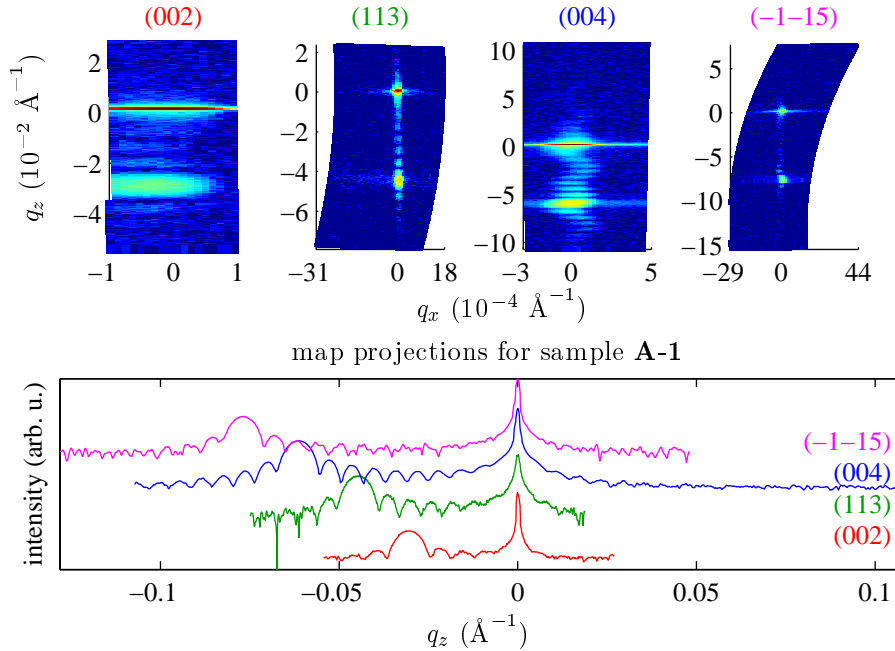 (002) (113) (004) (−1−15)
q_z (10⁻² Å⁻¹)
2 0 −2 −4
2 0 −2 −4 −6
10 5 0 −5 −10
5 0 −5 −10 −15
−1 0 1 −31 0 18 −3 0 5 −29 0 44
q_x (10⁻⁴ Å⁻¹)
map projections for sample A-1
intensity (arb. u.)
(−1−15)
(004)
(113)
(002)
−0.1 −0.05 0 0.05 0.1
q_z (Å⁻¹)